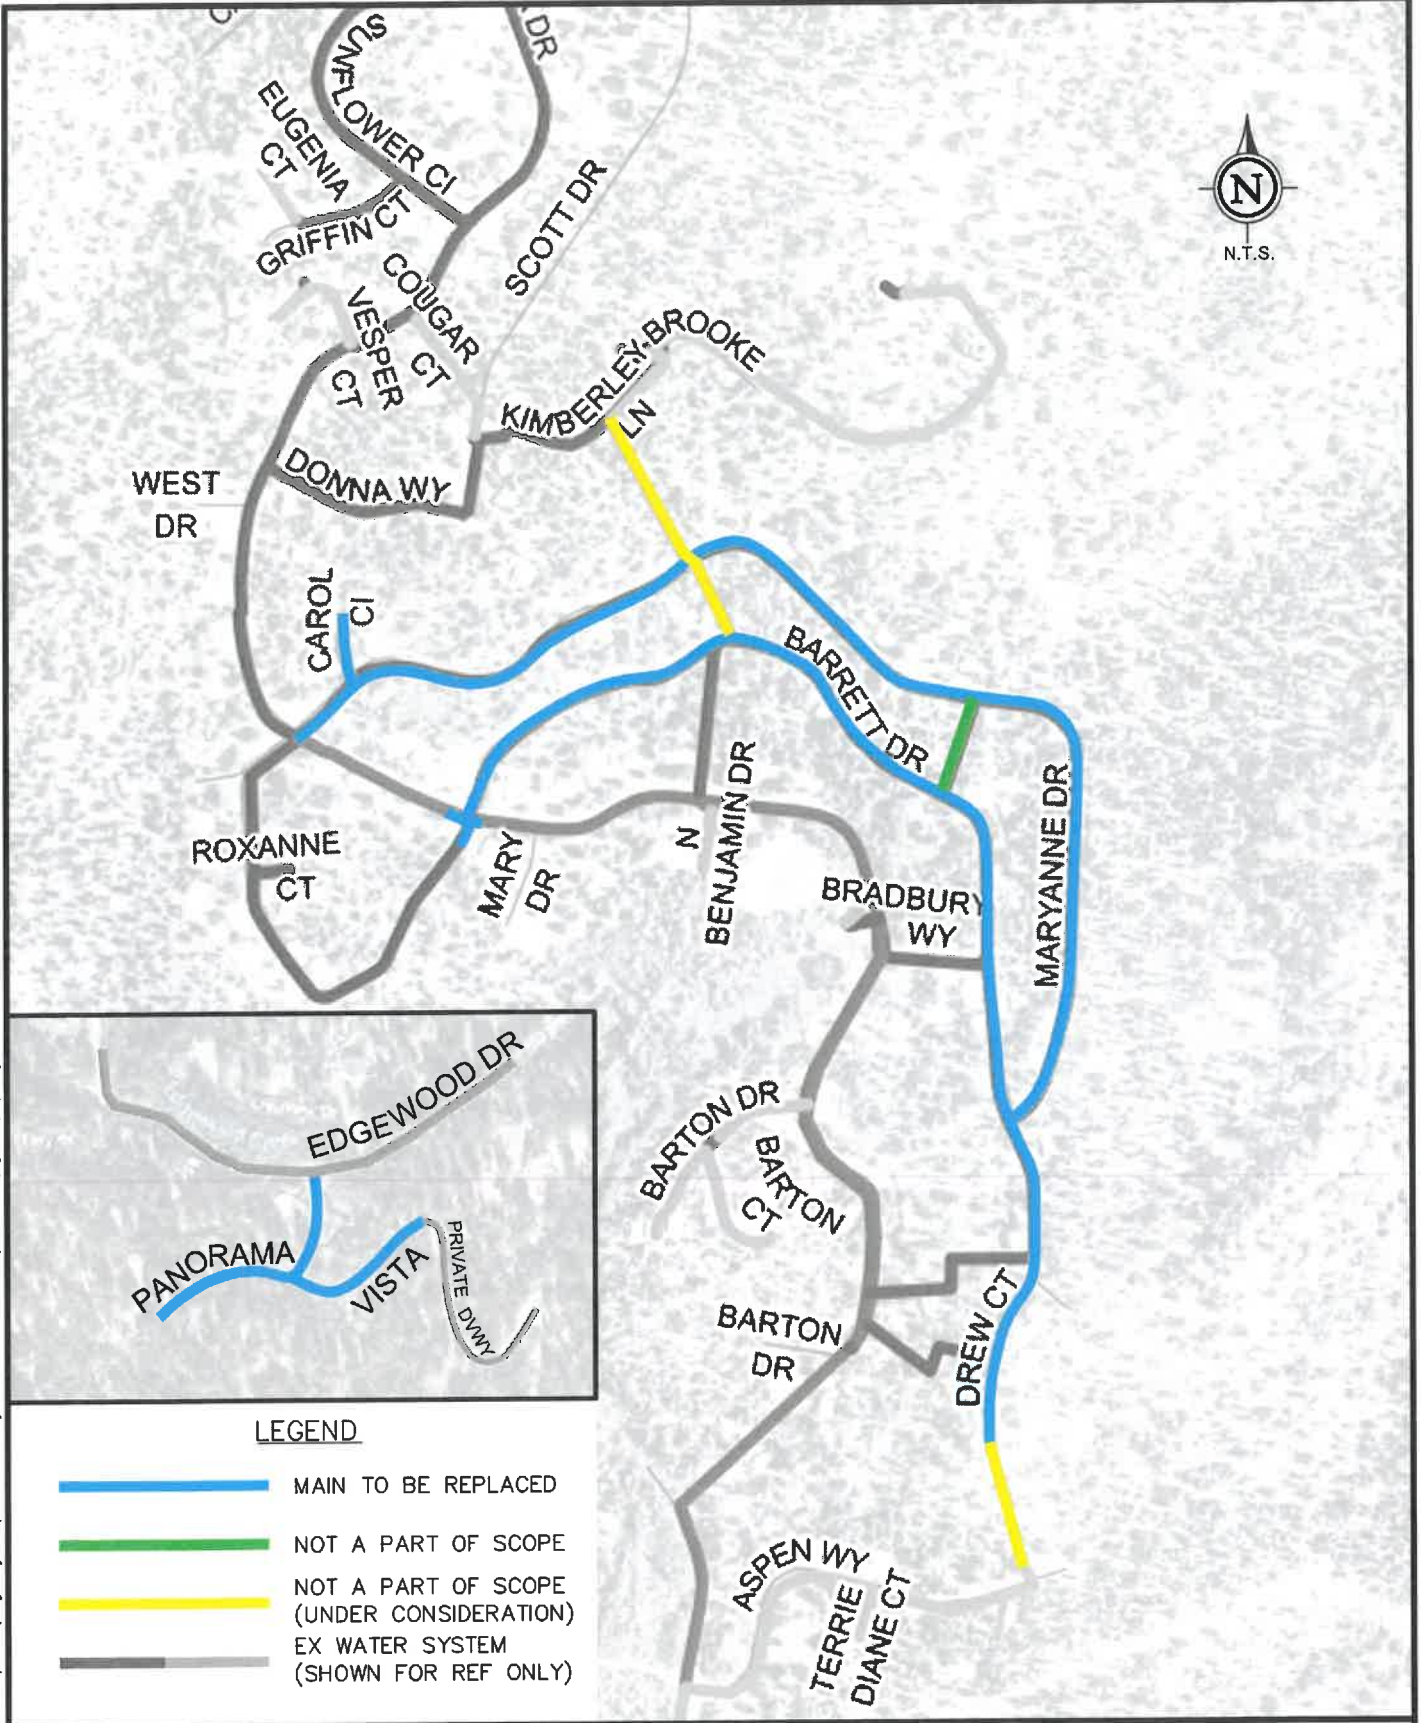 DR
SUNFLOWER CI
EUGENIA
CT
GRIFFIN CT
SCOTT DR
COUGAR
CT
VESPER
CT
N
N.T.S.
KIMBERLEY-BROOKE
LN
WEST
DR
DONNA WY
CAROL
CI
BARRETT DR
MARYANNE DR
ROXANNE
CT
MARY
DR
N
BENJAMIN DR
BRADBURY
WY
EDGEWOOD DR
PANORAMA
VISTA
PRIVATE DVWY
BARTON DR
BARTON
CT
BARTON
DR
DREW CT
ASPEN WY
TERRIE
DIANE CT
LEGEND
MAIN TO BE REPLACED
NOT A PART OF SCOPE
NOT A PART OF SCOPE
(UNDER CONSIDERATION)
EX WATER SYSTEM
(SHOWN FOR REF ONLY)